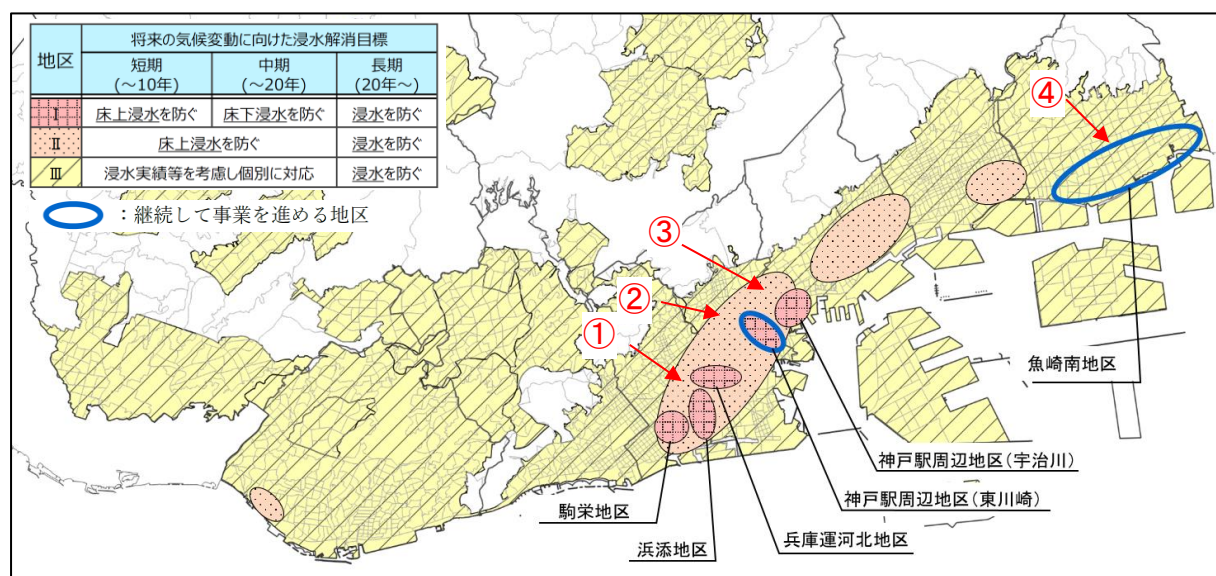 地区
将来の気候変動に向けた浸水解消目標
短期
(～10年)
中期
(～20年)
長期
(20年～)
Ⅰ
床上浸水を防ぐ
床下浸水を防ぐ
浸水を防ぐ
Ⅱ
床上浸水を防ぐ
浸水を防ぐ
Ⅲ
浸水実績等を考慮し個別に対応
浸水を防ぐ
：継続して事業を進める地区
④
③
②
①
魚崎南地区
神戸駅周辺地区(宇治川)
神戸駅周辺地区(東川崎)
兵庫運河北地区
駒栄地区
浜添地区